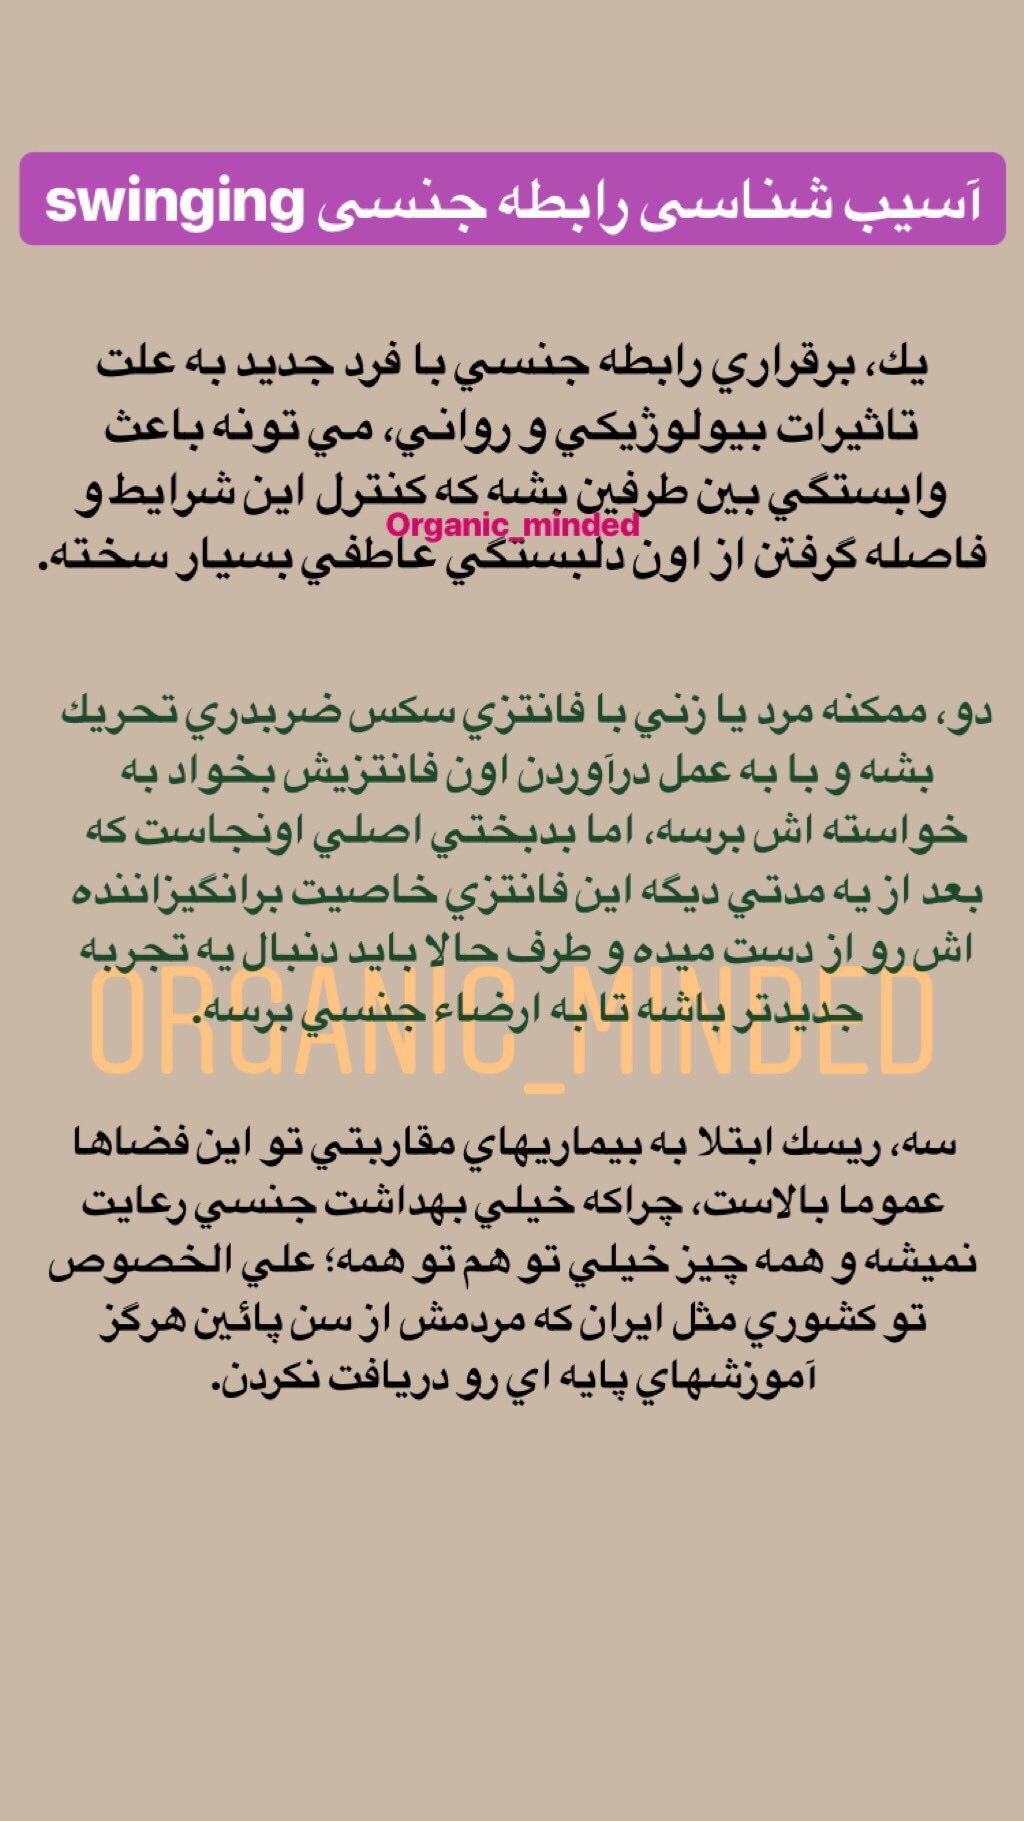 آسیب شناسی رابطه جنسی swinging
يك، برقراري رابطه جنسي با فرد جديد به علت
تاثيرات بيولوژيكي و رواني، مي تونه باعث
وابستگي بين طرفين بشه كه كنترل اين شرايط و
Organic_minded
فاصله گرفتن از اون دلبستگي عاطفي بسيار سخته.
دو، ممكنه مرد يا زني با فانتزي سكس ضربدري تحريك
بشه و با به عمل درآوردن اون فانتزيش بخواد به
خواسته اش برسه، اما بدبختي اصلي اونجاست كه
بعد از يه مدتي ديگه اين فانتزي خاصيت برانگيزاننده
اش رو از دست ميده و طرف حالا بايد دنبال يه تجربه
جديدتر باشه تا به ارضاء جنسي برسه.
ORGANIC_MINDED
سه، ريسك ابتلا به بيماريهاي مقاربتي تو اين فضاها
عموما بالاست، چراكه خيلي بهداشت جنسي رعايت
نميشه و همه چيز خيلي تو هم تو همه؛ علي الخصوص
تو كشوري مثل ايران كه مردمش از سن پائين هرگز
آموزشهاي پايه اي رو دريافت نكردن.